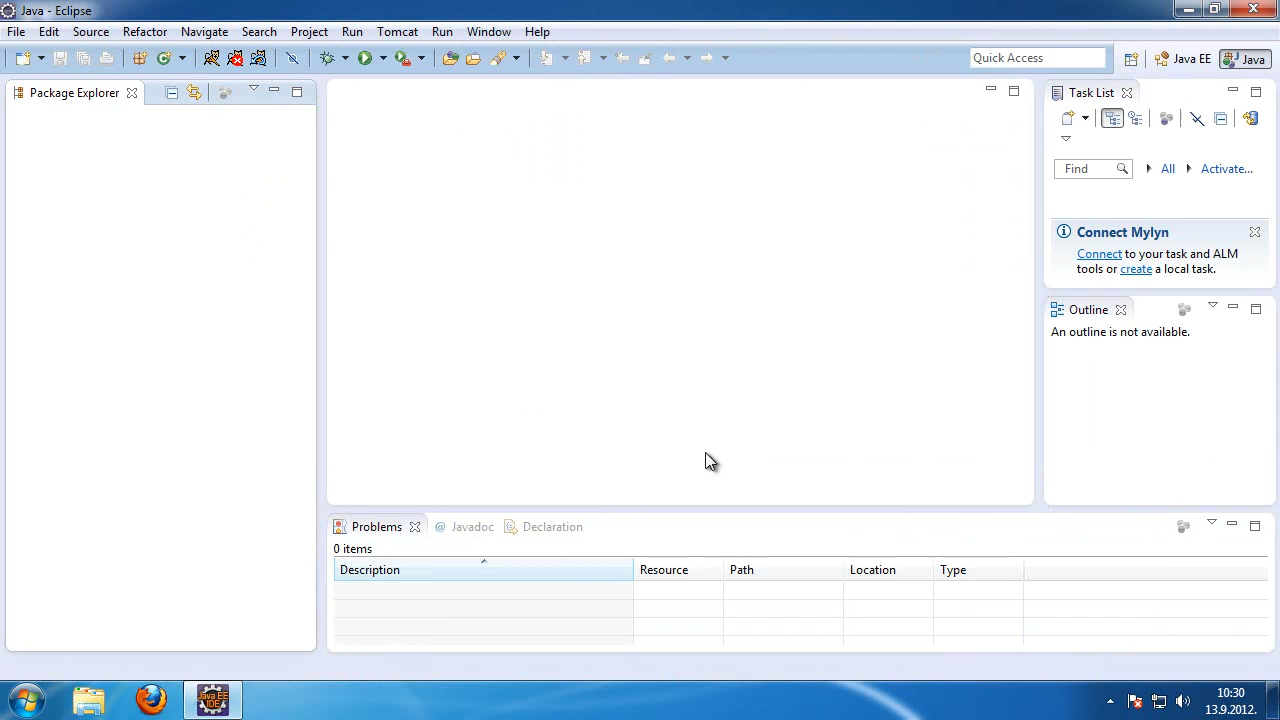 Java - Eclipse
File Edit Source Refactor Navigate Search Project Run Tomcat Run Window Help
Quick Access
Java EE
Java
Package Explorer
Task List
Find
All
Activate...
Connect Mylyn
Connect to your task and ALM
tools or create a local task.
Outline
An outline is not available.
Problems
@ Javadoc
Declaration
0 items
Description Resource Path Location Type
Java EE
IDE
10:30
13.9.2012.